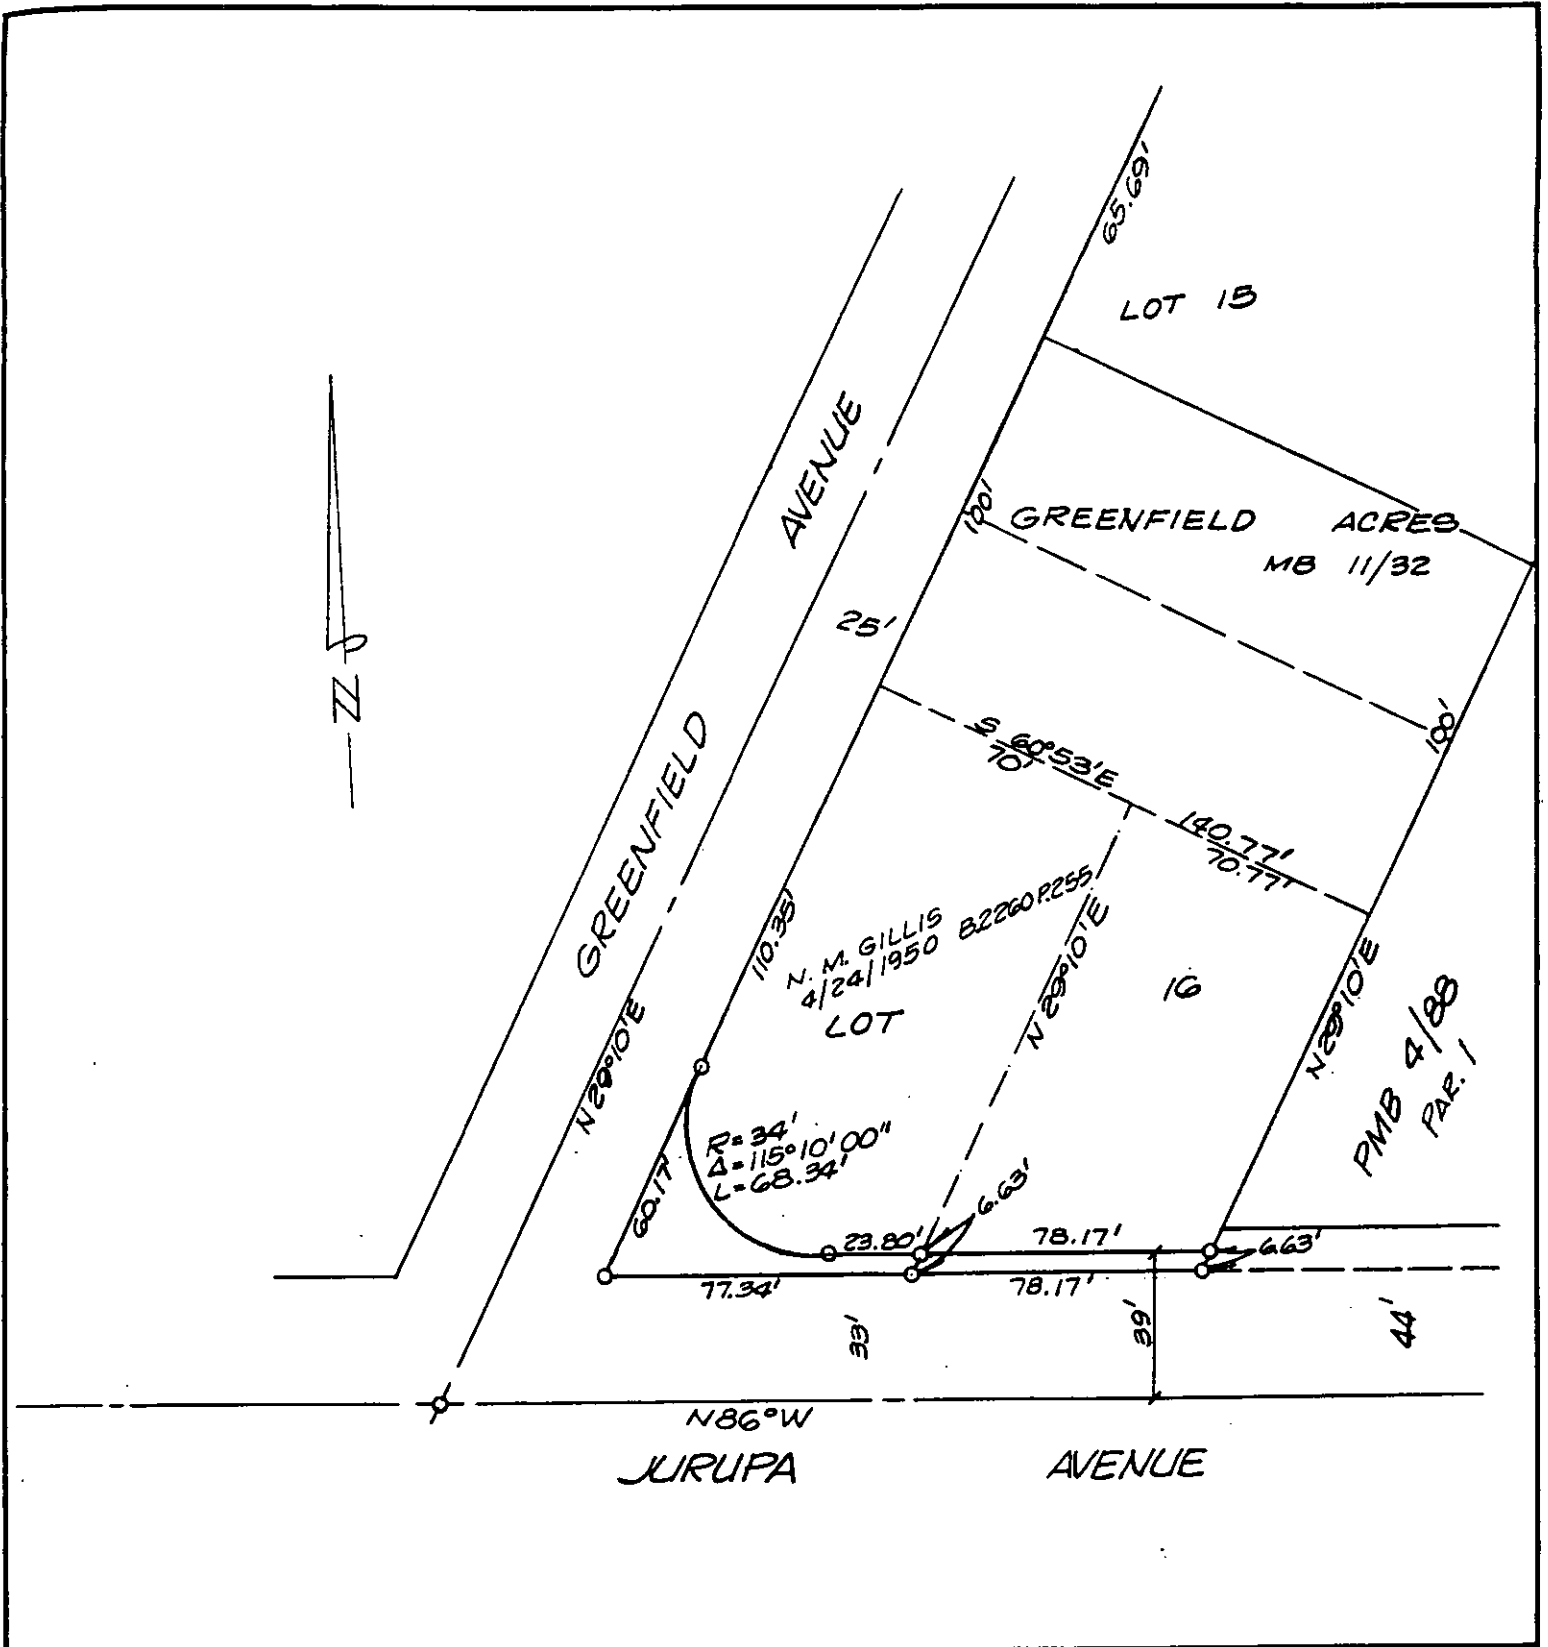 65.69'
LOT 15
AVENUE
100'
GREENFIELD ACRES
MB 11/32
25'
N
100'
S 60°53'E
70'
140.77'
70.77'
GREENFIELD
110.35'
N. M. GILLIS
4/24/1950 B.2260 P.255
LOT
16
N 29°10'E
N 29°10'E
N 29°10'E
PMB 4/88
PAR. 1
R=34'
Δ=115°10'00"
L=68.34'
60.17'
6.63'
23.80'
78.17'
6.63'
77.34'
78.17'
33'
39'
44'
N86°W
JURUPA AVENUE